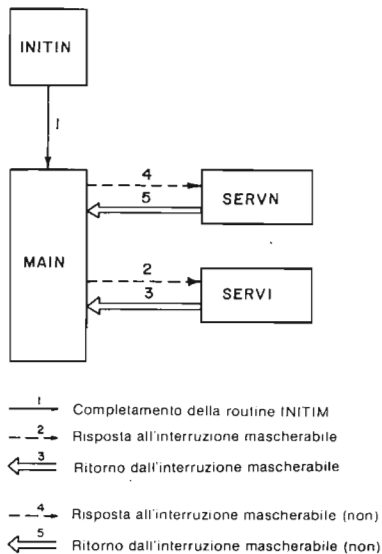 INITIN
1
MAIN
4
5
SERVN
2
3
SERVI
1 Completamento della routine INITIM
2 Risposta all'interruzione mascherabile
3 Ritorno dall'interruzione mascherabile
4 Risposta all'interruzione mascherabile (non)
5 Ritorno dall'interruzione mascherabile (non)